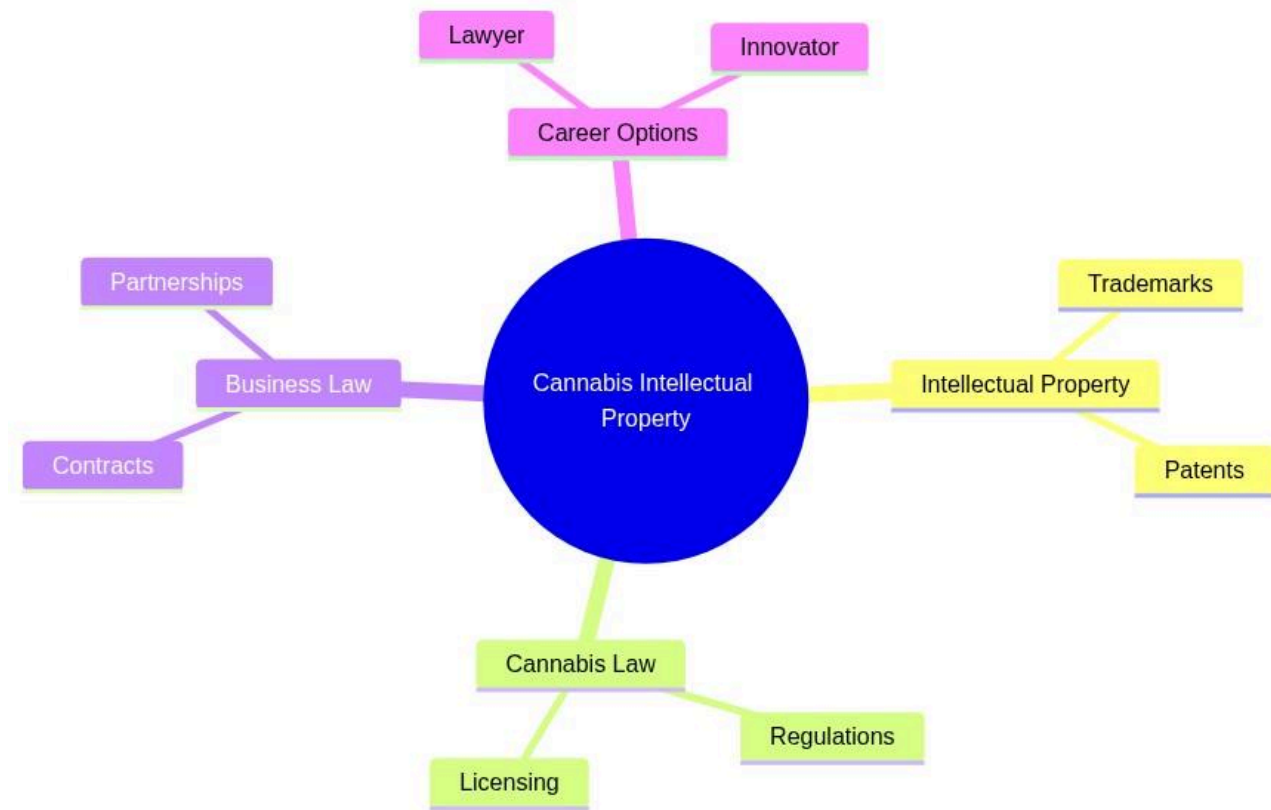 Lawyer
Innovator
Career Options
Partnerships
Trademarks
Business Law
Cannabis Intellectual
Property
Intellectual Property
Contracts
Patents
Cannabis Law
Regulations
Licensing